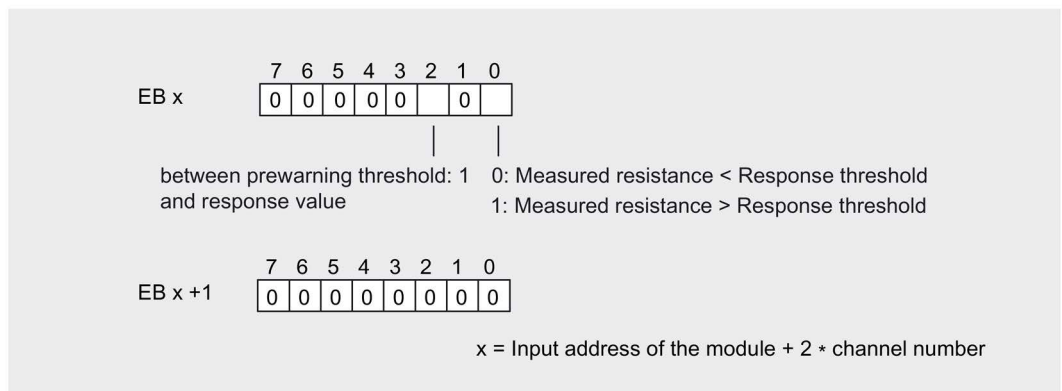 7 6 5 4 3 2 1 0
EB x 0 0 0 0 0 0
between prewarning threshold: 1 0: Measured resistance < Response threshold
and response value 1: Measured resistance > Response threshold
7 6 5 4 3 2 1 0
EB x +1 0 0 0 0 0 0 0 0
x = Input address of the module + 2 * channel number